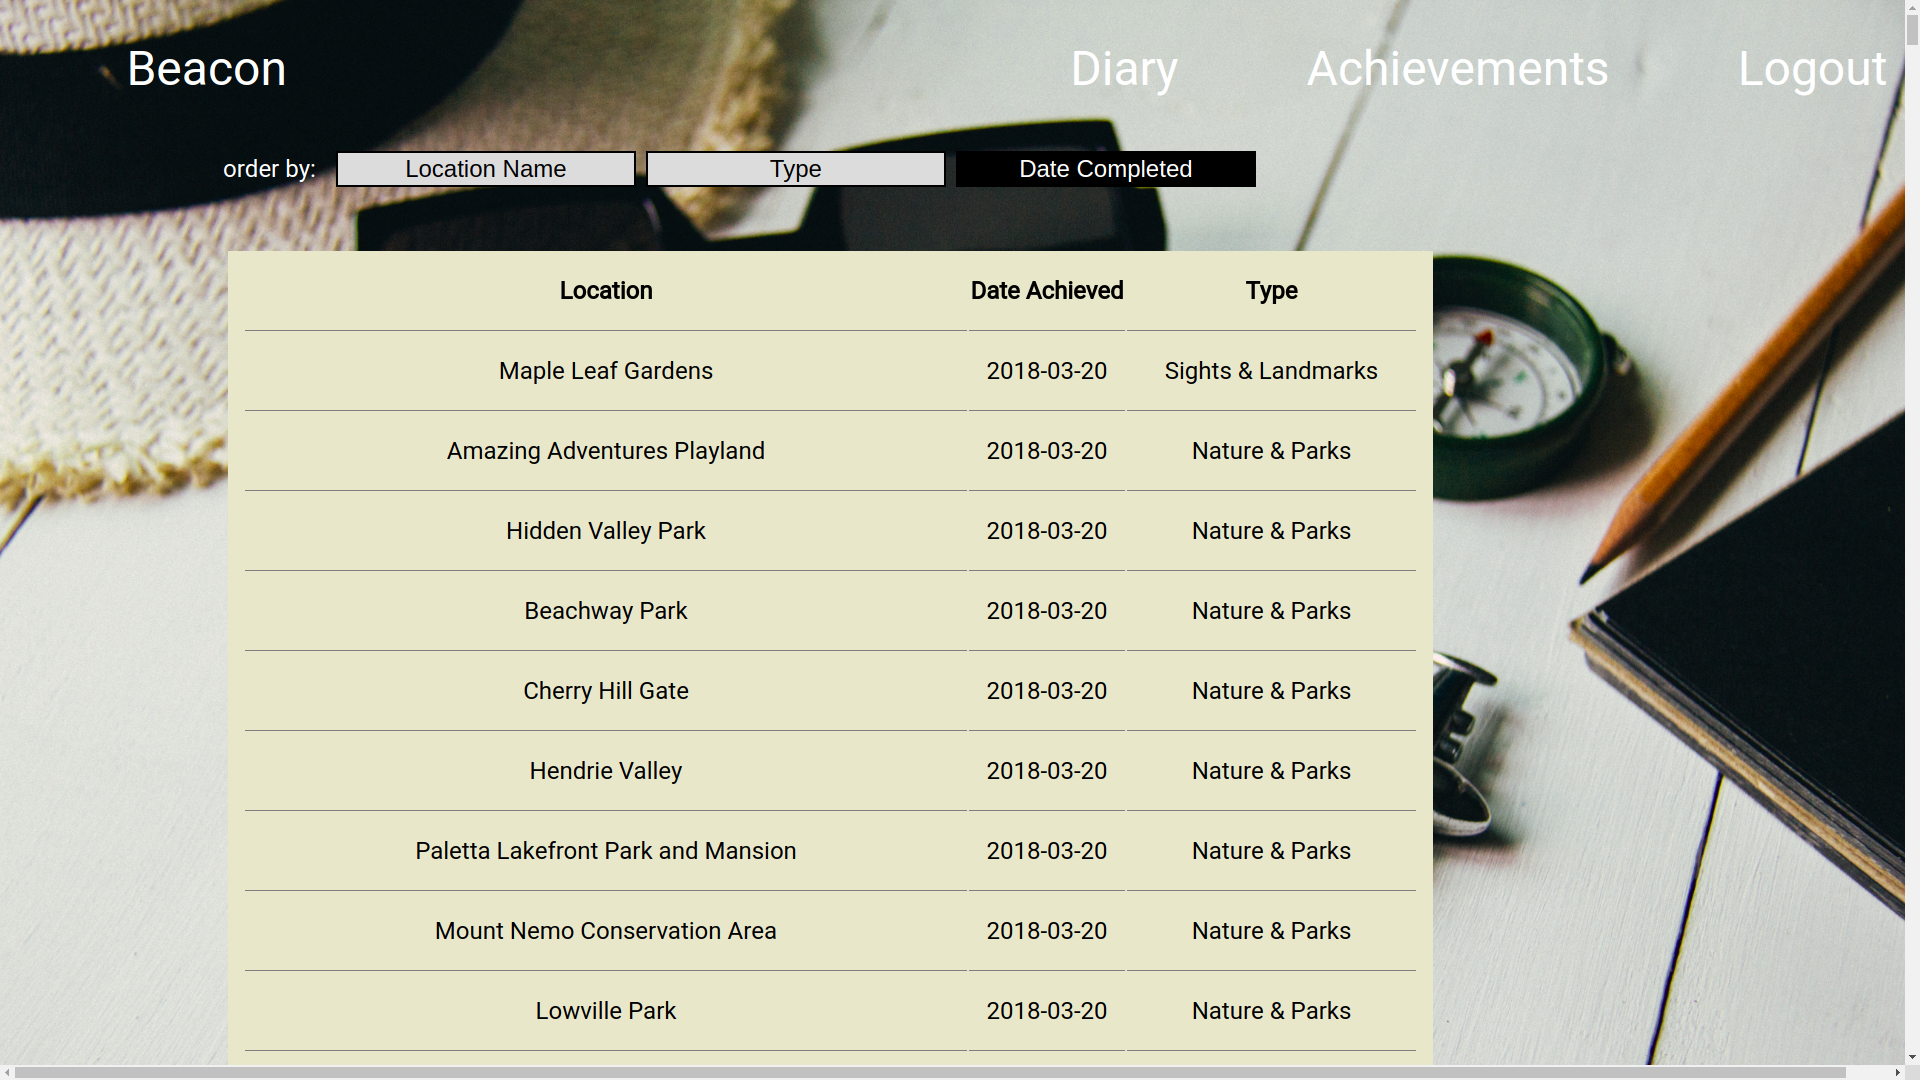 Beacon Diary Achievements Logout
order by: Location Name Type Date Completed
Location Date Achieved Type
Maple Leaf Gardens 2018-03-20 Sights & Landmarks
Amazing Adventures Playland 2018-03-20 Nature & Parks
Hidden Valley Park 2018-03-20 Nature & Parks
Beachway Park 2018-03-20 Nature & Parks
Cherry Hill Gate 2018-03-20 Nature & Parks
Hendrie Valley 2018-03-20 Nature & Parks
Paletta Lakefront Park and Mansion 2018-03-20 Nature & Parks
Mount Nemo Conservation Area 2018-03-20 Nature & Parks
Lowville Park 2018-03-20 Nature & Parks